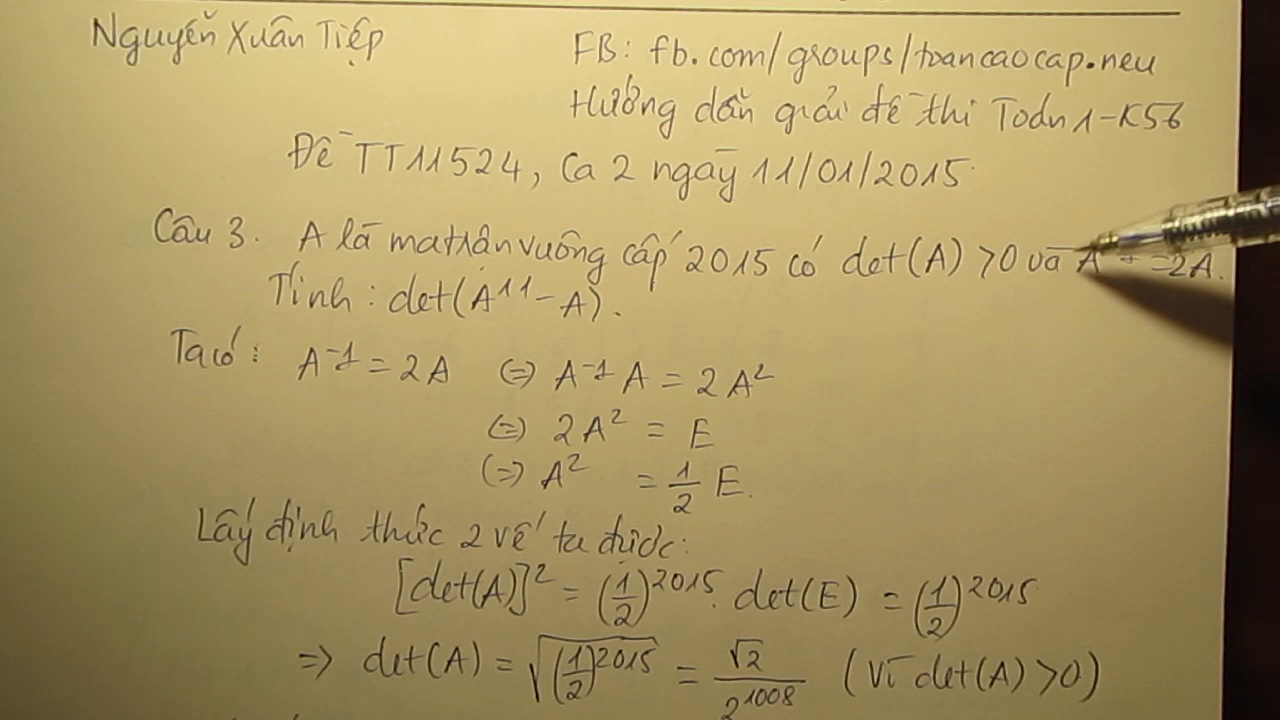 Nguyễn Xuân Tiệp
FB: fb.com/groups/toancaocap.neu
Hướng dẫn giải đề thi Toán 1-K56
Đề TT11524, Ca 2 ngày 11/01/2015
Câu 3. A là ma trận vuông cấp 2015 có det(A) >0 và A = 2A.
Tính : det(A¹¹ - A).
Ta có : A⁻¹ = 2A (=) A⁻¹ A = 2A²
(=) 2A² = E
(=) A² = 1/2 E.
Lấy định thức 2 vế ta được:
[det(A)]² = (1/2)²⁰¹⁵. det(E) = (1/2)²⁰¹⁵
=> det(A) = √(1/2)²⁰¹⁵ = √2/2¹⁰⁰⁸ (Vì det(A) >0)